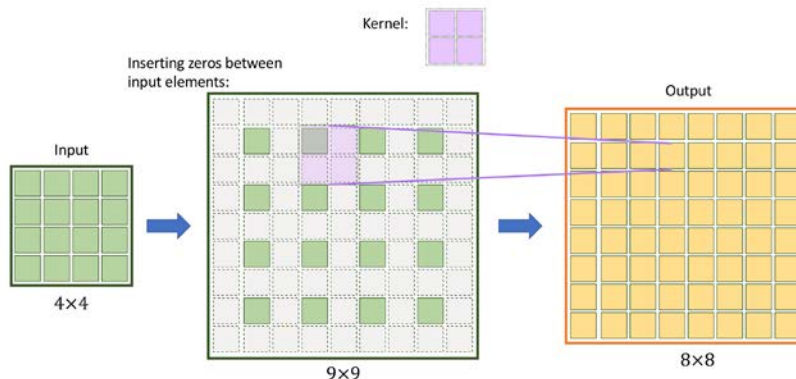 Kernel:
Inserting zeros between
input elements:
Output
Input
4×4
9×9
8×8